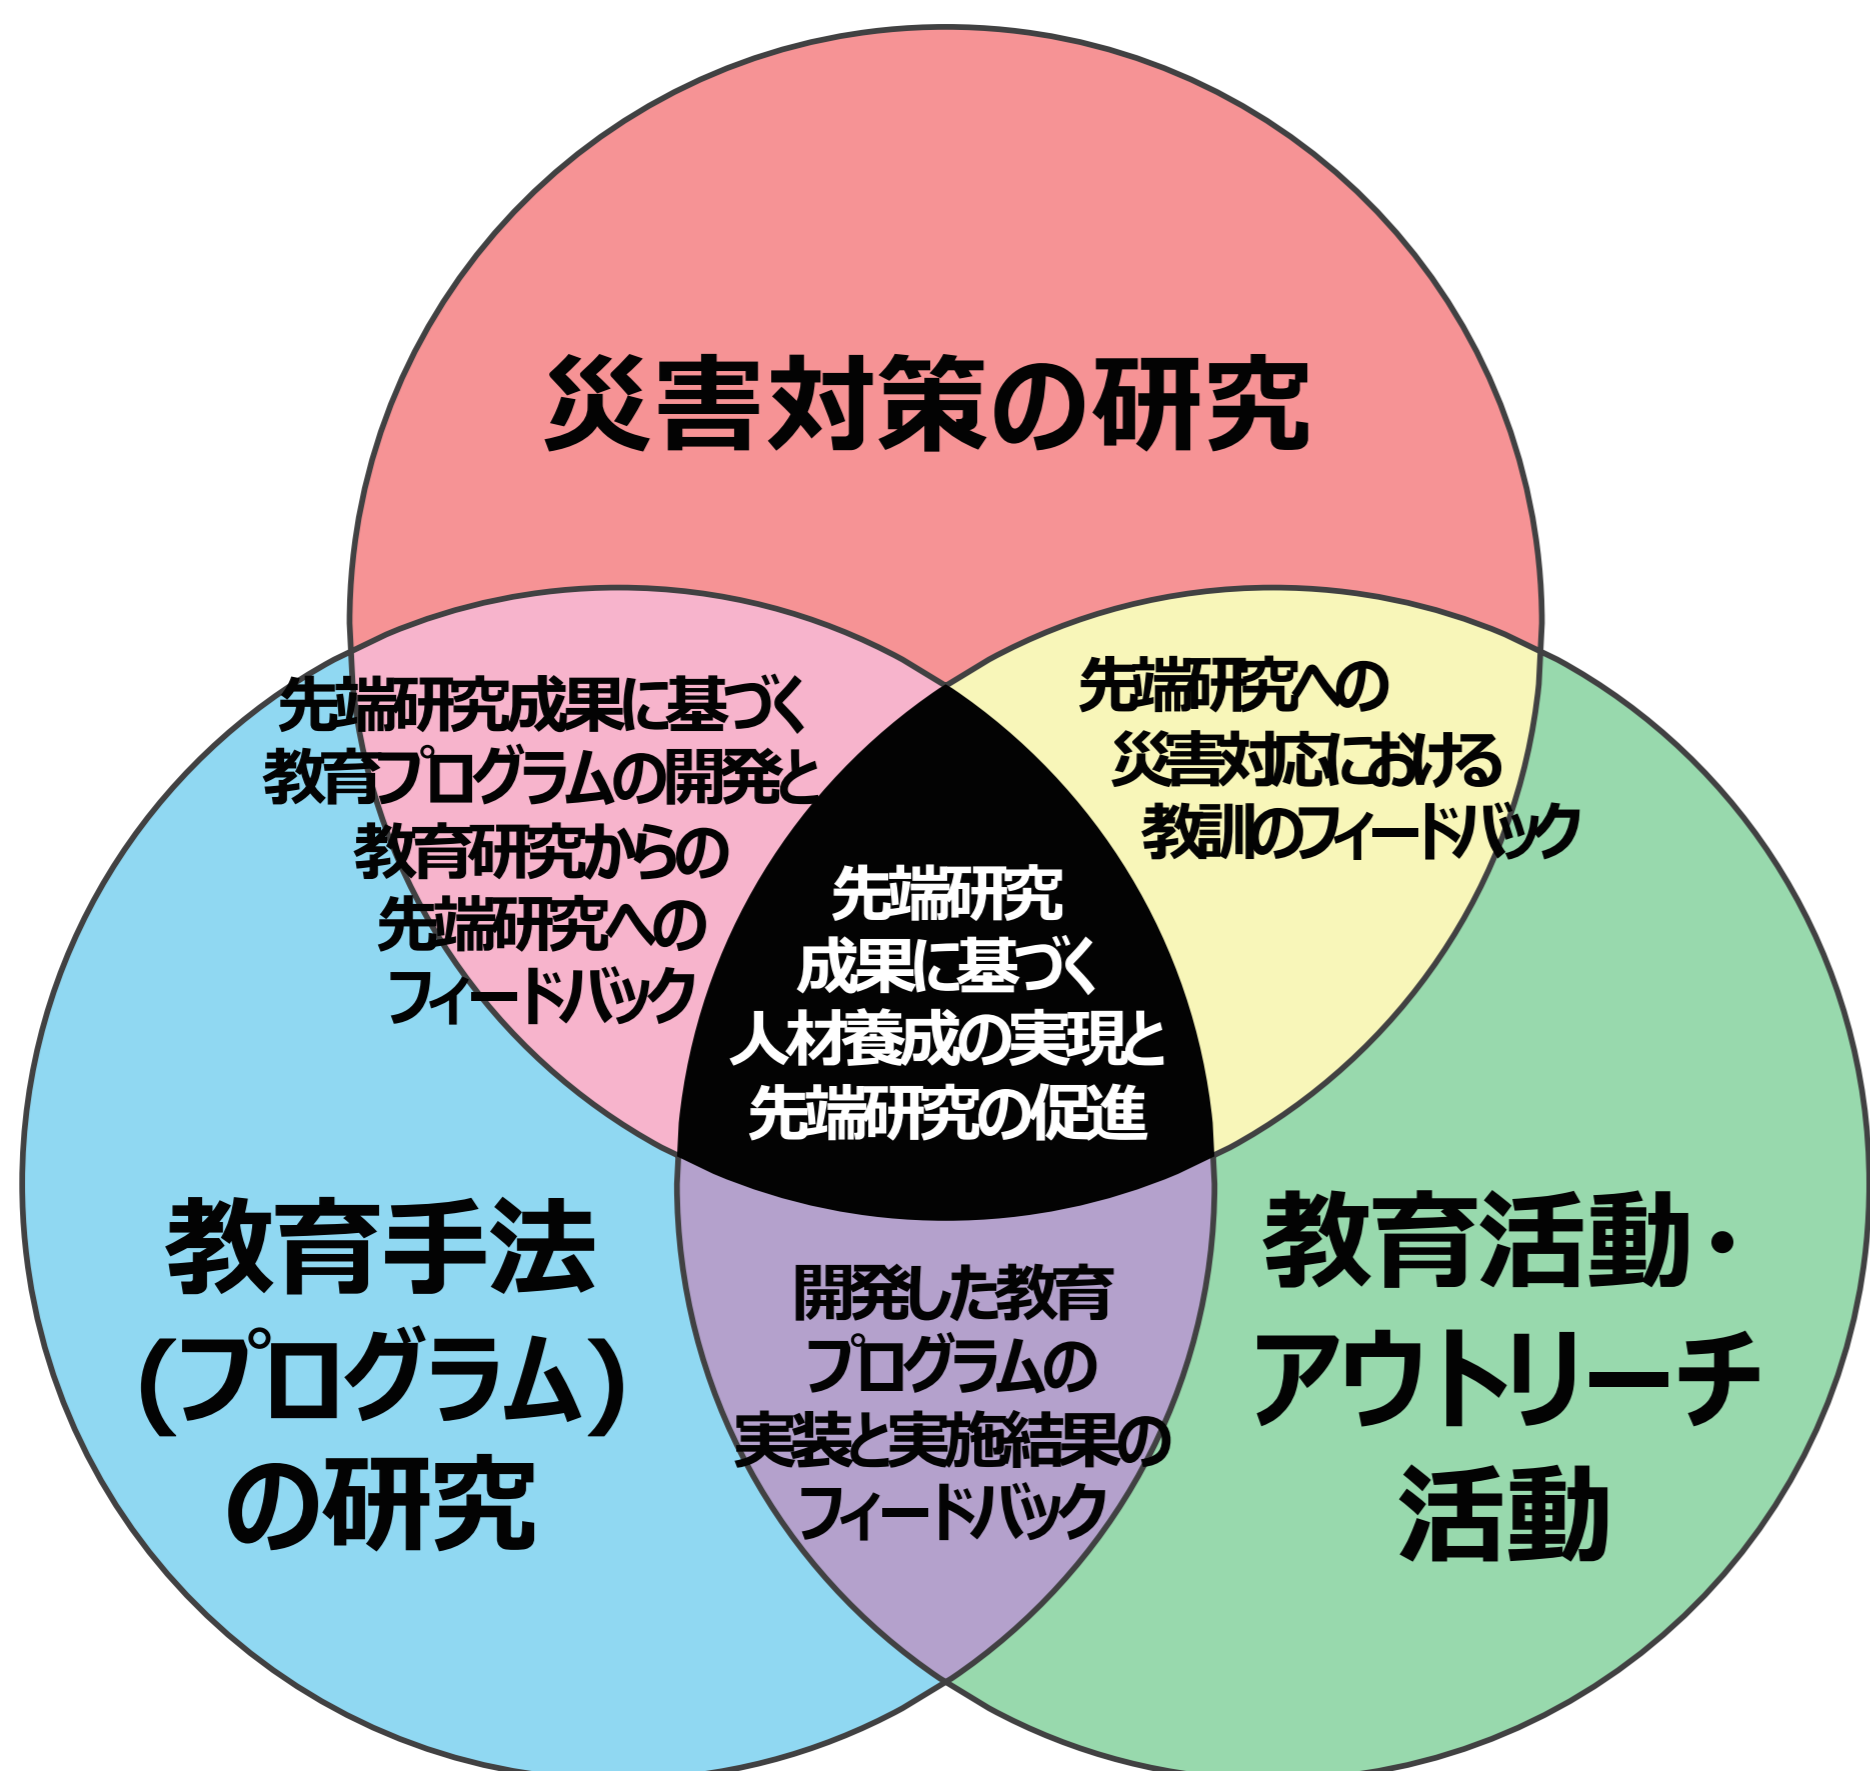 災害対策の研究
先端研究成果に基づく
教育プログラムの開発と
教育研究からの
先端研究への
フィードバック
先端研究への
災害対応における
教訓のフィードバック
先端研究
成果に基づく
人材養成の実現と
先端研究の促進
教育手法
(プログラム)
の研究
開発した教育
プログラムの
実装と実施結果の
フィードバック
教育活動・
アウトリーチ
活動